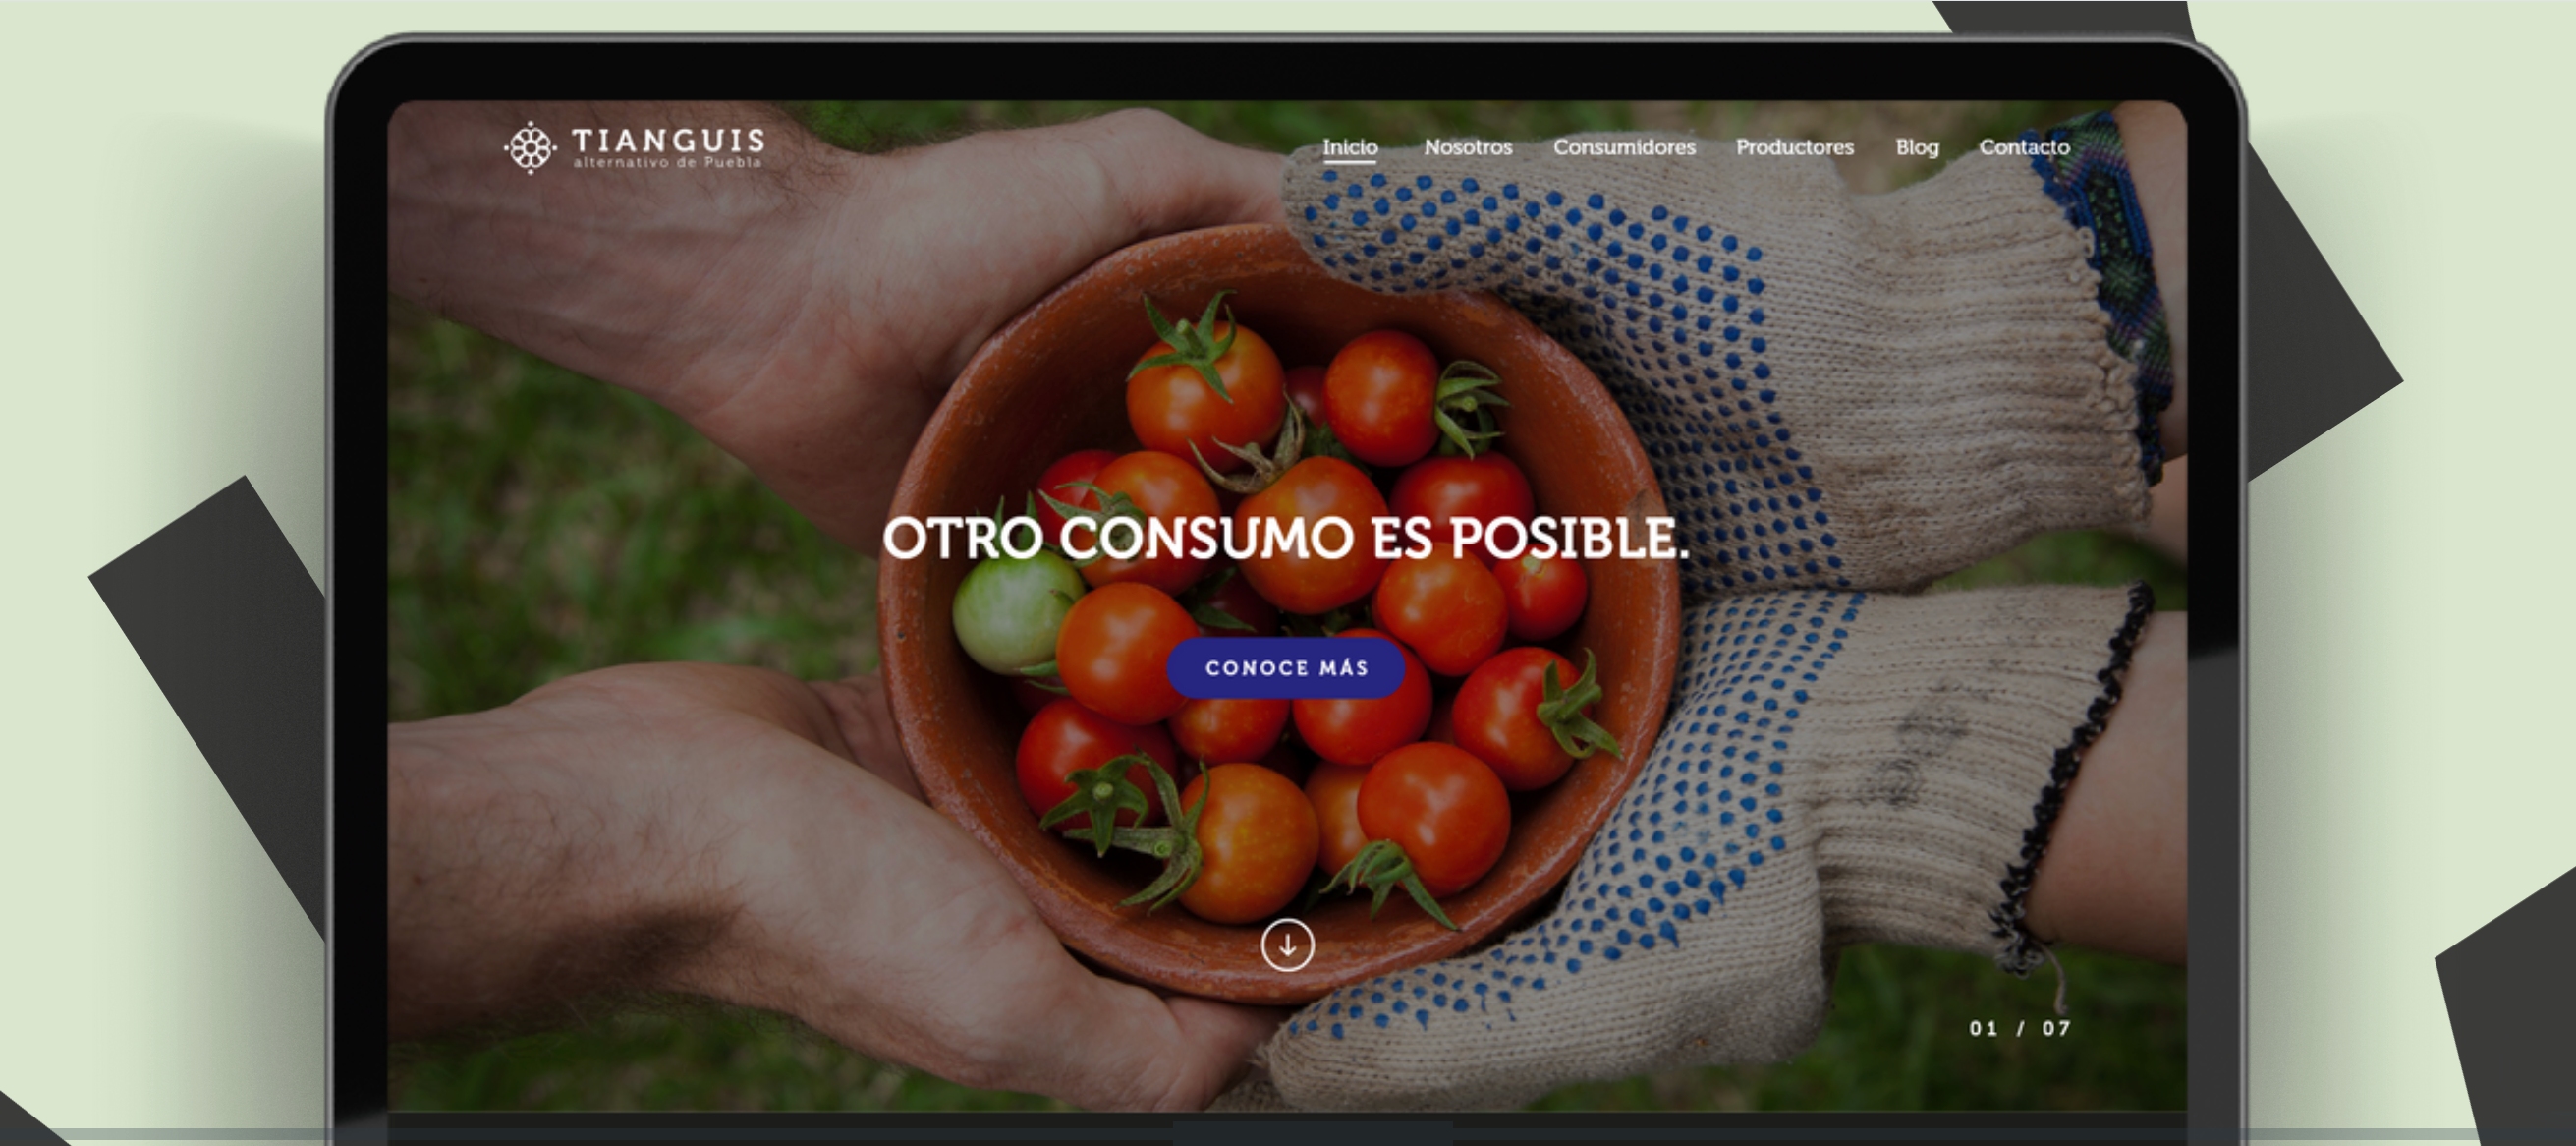 TIANGUIS
alternativo de Puebla
Inicio Nosotros Consumidores Productores Blog Contacto
OTRO CONSUMO ES POSIBLE.
CONOCE MÁS
01 / 07